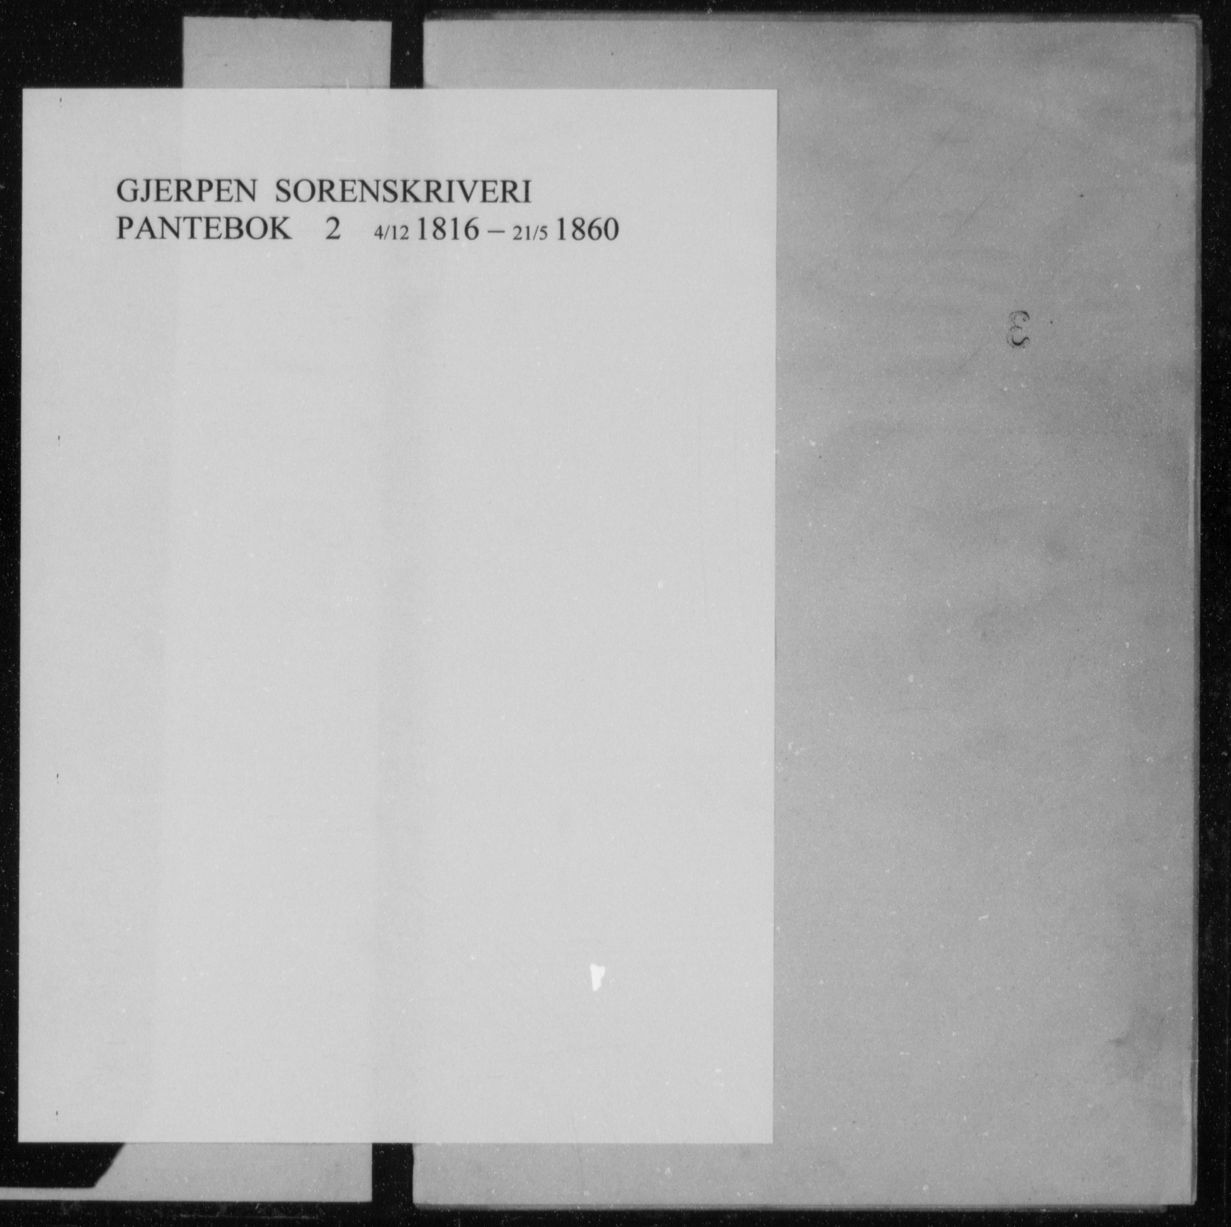 GJERPEN SORENSKRIVERI
PANTEBOK 2 4/12 1816 – 21/5 1860